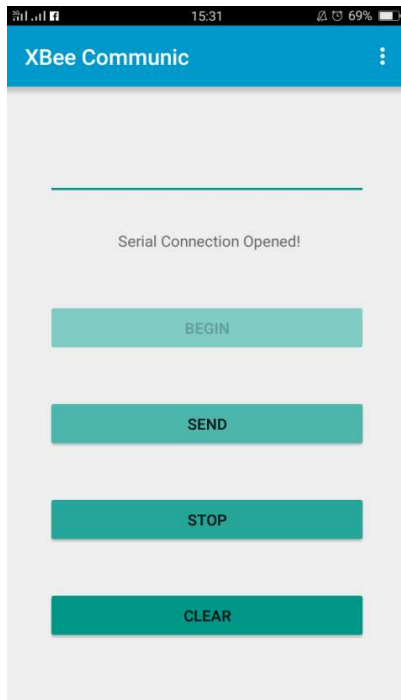 15:31
69%
XBee Communic
Serial Connection Opened!
BEGIN
SEND
STOP
CLEAR